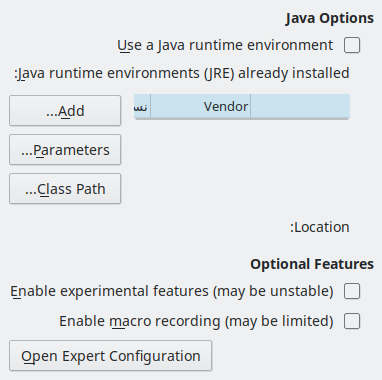 Java Options
Use a Java runtime environment
:Java runtime environments (JRE) already installed
...Add
Vendor
...Parameters
...Class Path
:Location
Optional Features
Enable experimental features (may be unstable)
Enable macro recording (may be limited)
Open Expert Configuration